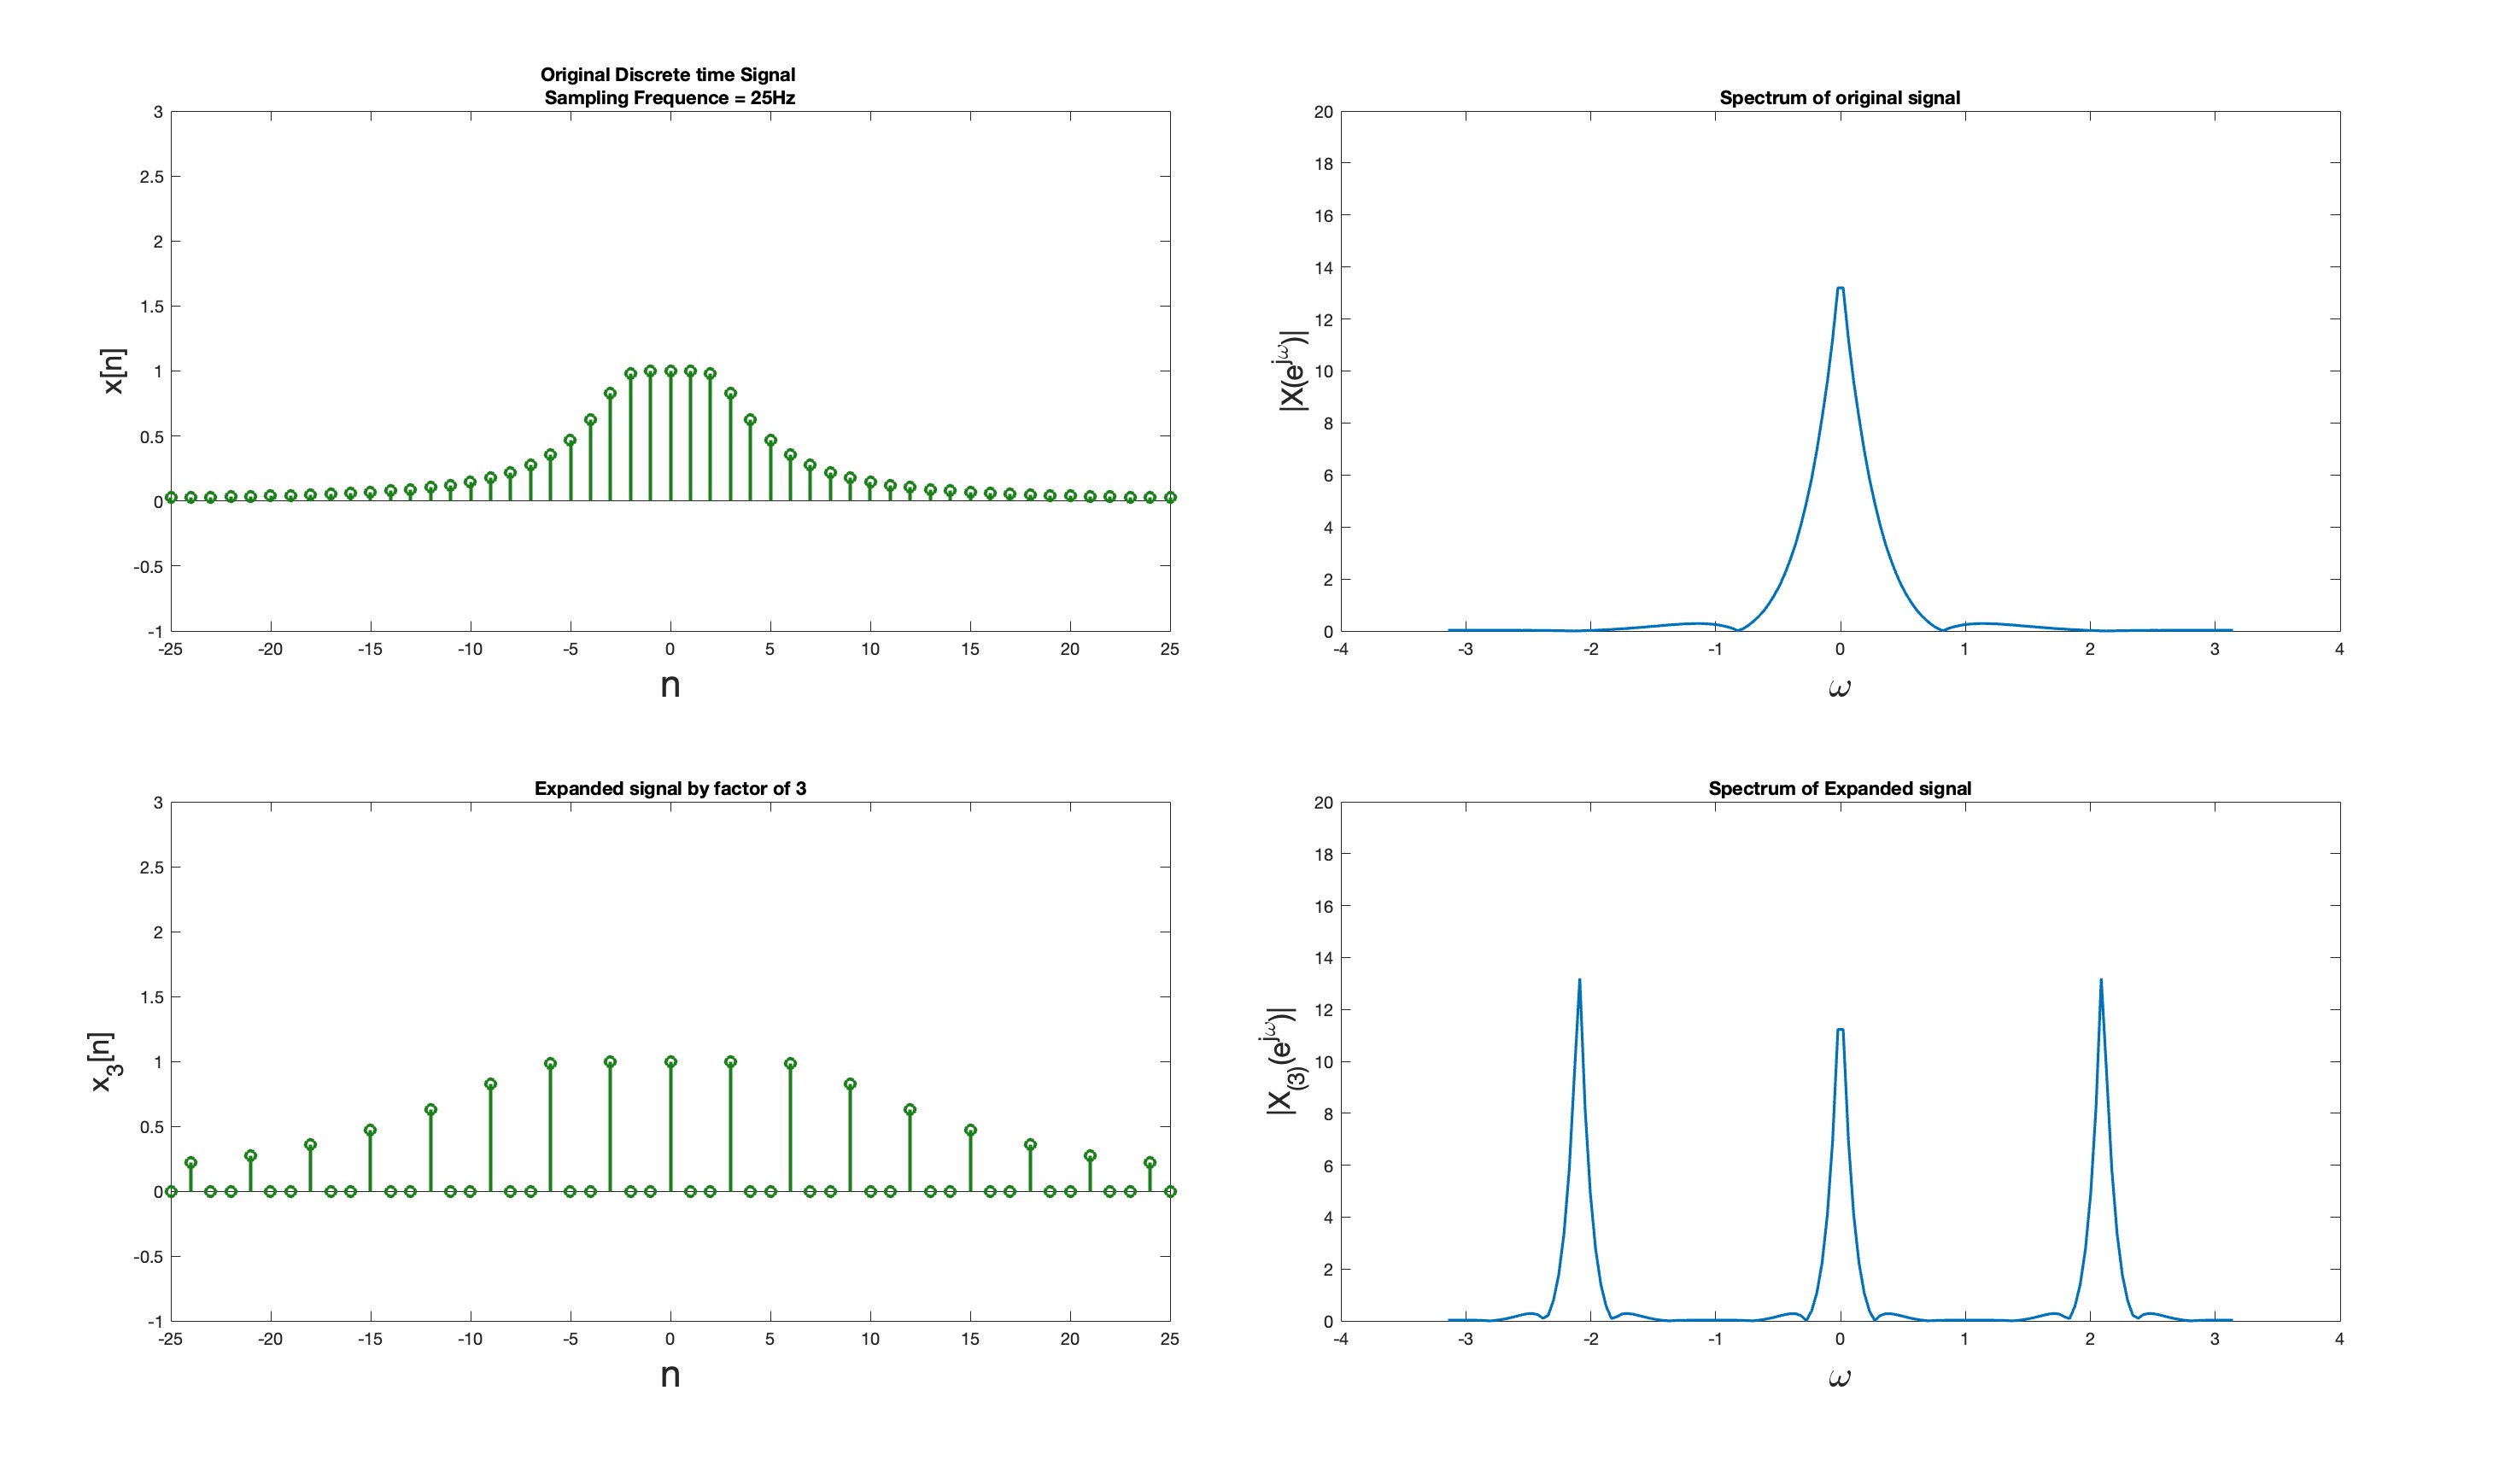 Original Discrete time Signal
Sampling Frequence = 25Hz
3
2.5
2
1.5
1
0.5
0
-0.5
-1
x[n]
-25 -20 -15 -10 -5 0 5 10 15 20 25
n
Spectrum of original signal
20
18
16
14
12
10
8
6
4
2
0
|X(e^jω)|
-4 -3 -2 -1 0 1 2 3 4
ω
Expanded signal by factor of 3
3
2.5
2
1.5
1
0.5
0
-0.5
-1
x_3[n]
-25 -20 -15 -10 -5 0 5 10 15 20 25
n
Spectrum of Expanded signal
20
18
16
14
12
10
8
6
4
2
0
|X_(3)(e^jω)|
-4 -3 -2 -1 0 1 2 3 4
ω